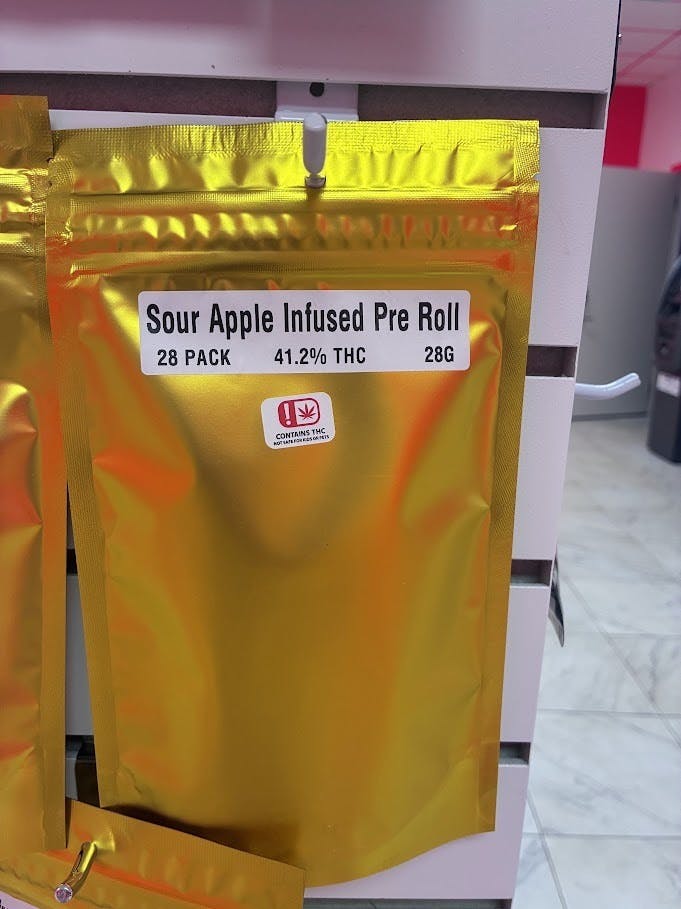 Sour Apple Infused Pre Roll
28 PACK 41.2% THC 28G
CONTAINS THC
NOT SAFE FOR KIDS OR PETS